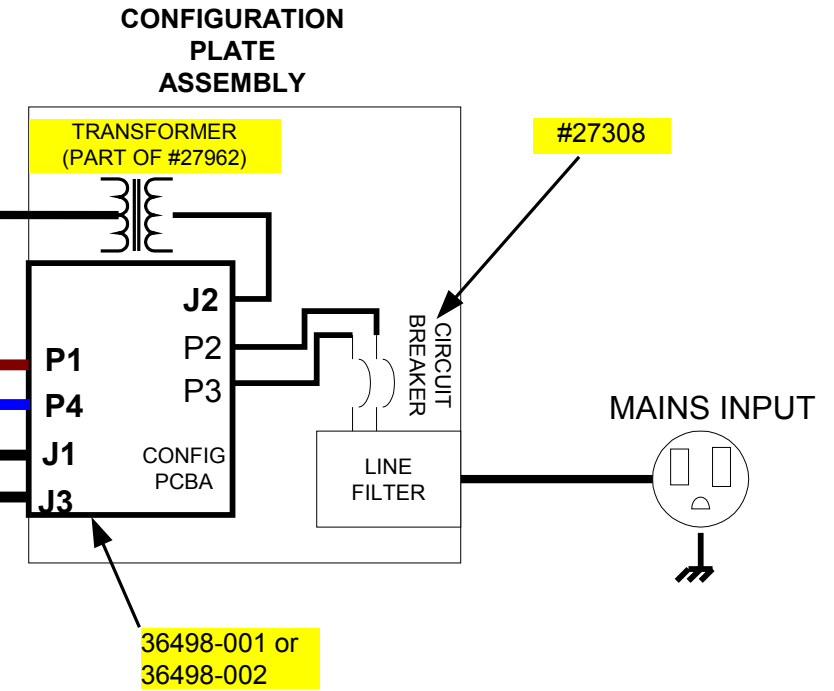 CONFIGURATION
PLATE
ASSEMBLY
TRANSFORMER
(PART OF #27962)
#27308
J2
P2
P3
P1
P4
J1
J3
CONFIG
PCBA
CIRCUIT
BREAKER
LINE
FILTER
MAINS INPUT
36498-001 or
36498-002